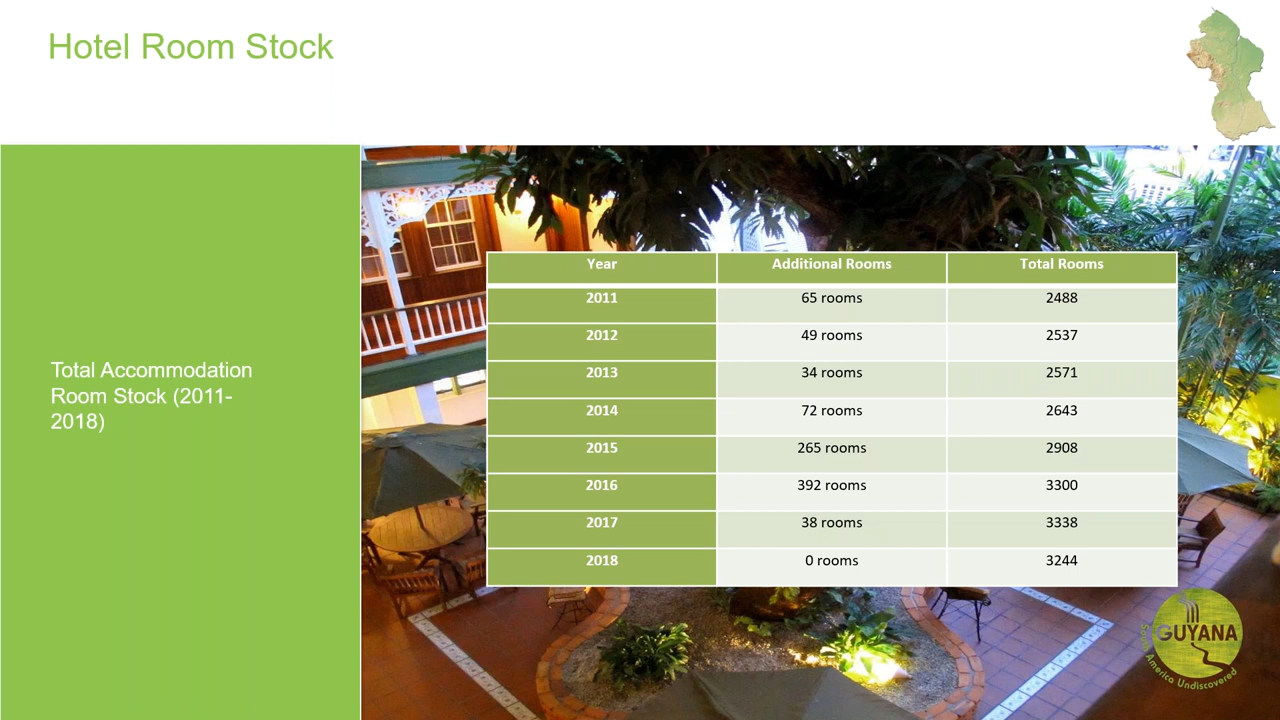 Hotel Room Stock
Total Accommodation
Room Stock (2011-
2018)
Year Additional Rooms Total Rooms
2011 65 rooms 2488
2012 49 rooms 2537
2013 34 rooms 2571
2014 72 rooms 2643
2015 265 rooms 2908
2016 392 rooms 3300
2017 38 rooms 3338
2018 0 rooms 3244
GUYANA
South America Undiscovered